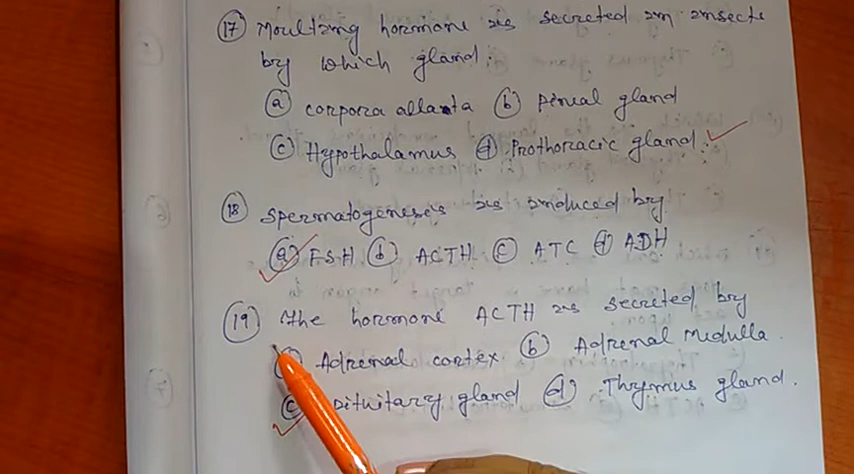 17 Moulting hormone is secreted in insects
by which gland.
a corpora allata b Pineal gland
c Hypothalamus d Prothoracic gland.
18 Spermatogenesis is induced by
a FSH b ACTH c ATC d ADH
19 The hormone ACTH is secreted by
Adrenal cortex b Adrenal Medulla.
c Pituitary gland d Thymus gland.